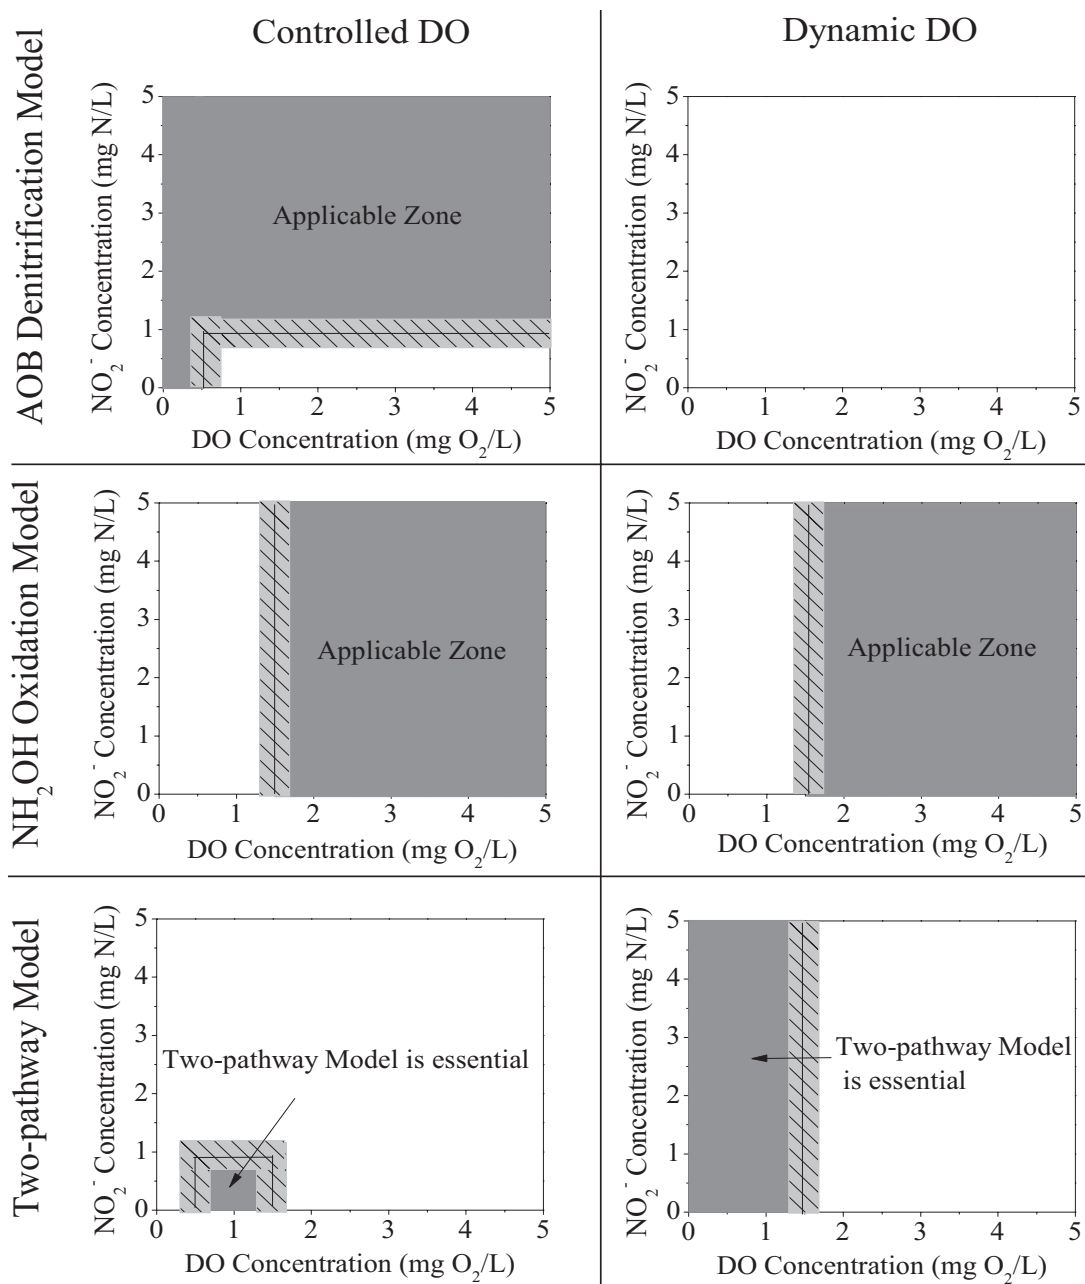 Controlled DO
Dynamic DO
AOB Denitrification Model
NO2- Concentration (mg N/L)
5
4
3
2
1
0
Applicable Zone
0 1 2 3 4 5
DO Concentration (mg O2/L)
NO2- Concentration (mg N/L)
5
4
3
2
1
0
0 1 2 3 4 5
DO Concentration (mg O2/L)
NH2OH Oxidation Model
NO2- Concentration (mg N/L)
5
4
3
2
1
0
Applicable Zone
0 1 2 3 4 5
DO Concentration (mg O2/L)
NO2- Concentration (mg N/L)
5
4
3
2
1
0
Applicable Zone
0 1 2 3 4 5
DO Concentration (mg O2/L)
Two-pathway Model
NO2- Concentration (mg N/L)
5
4
3
2
1
0
Two-pathway Model is essential
0 1 2 3 4 5
DO Concentration (mg O2/L)
NO2- Concentration (mg N/L)
5
4
3
2
1
0
Two-pathway Model
is essential
0 1 2 3 4 5
DO Concentration (mg O2/L)